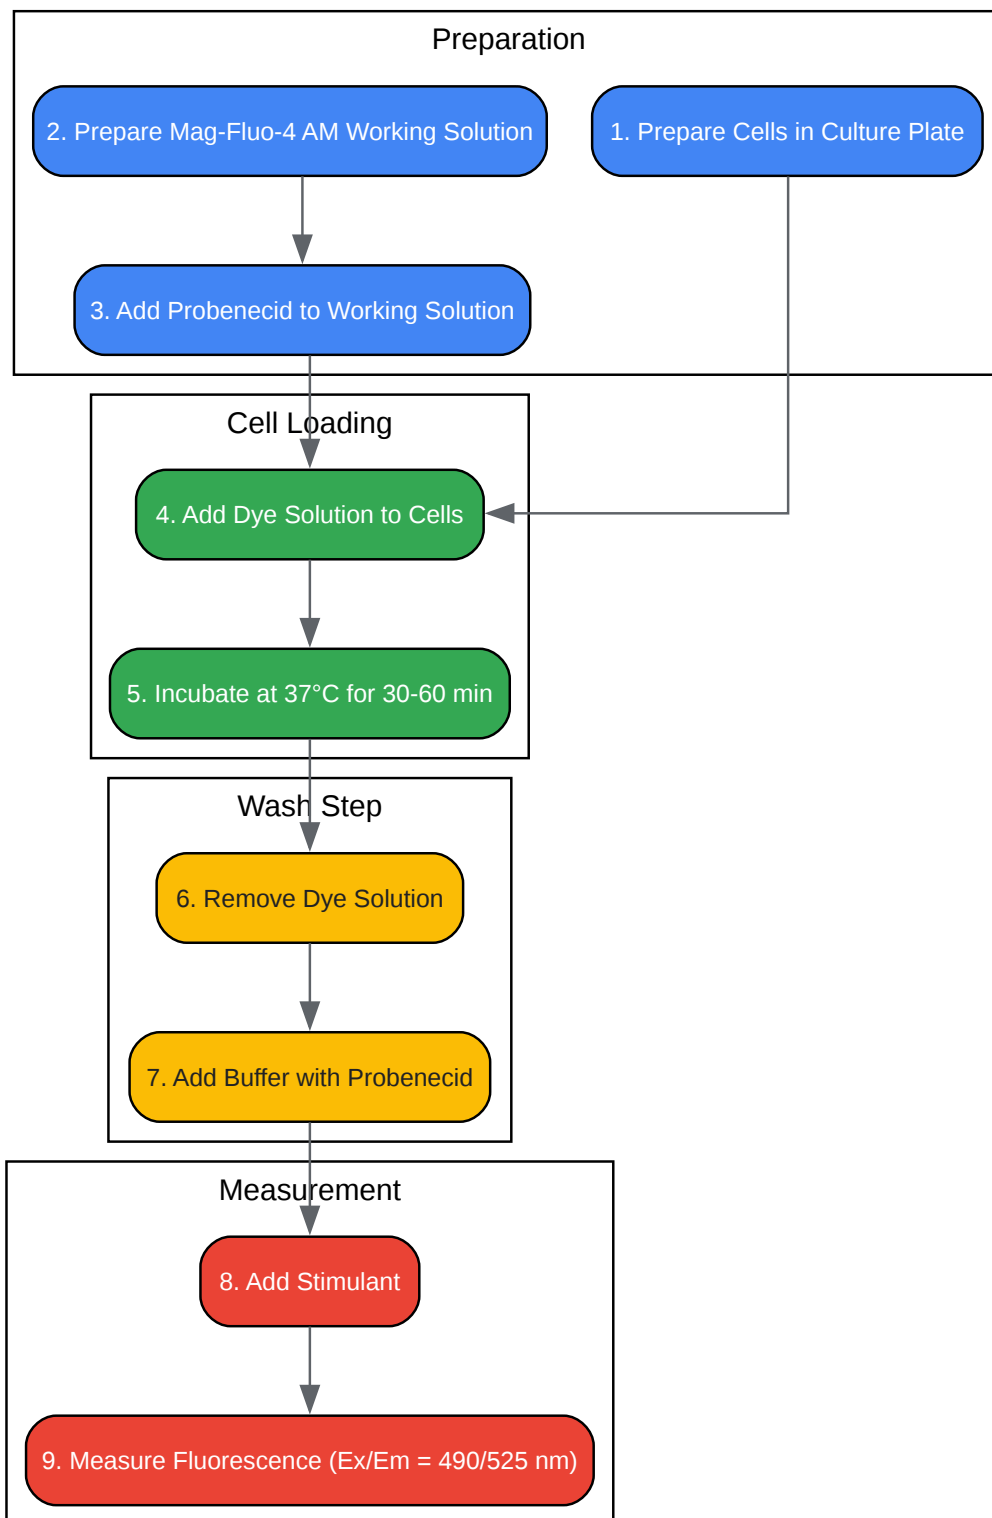 Preparation
2. Prepare Mag-Fluo-4 AM Working Solution
1. Prepare Cells in Culture Plate
3. Add Probenecid to Working Solution
Cell Loading
4. Add Dye Solution to Cells
5. Incubate at 37°C for 30-60 min
Wash Step
6. Remove Dye Solution
7. Add Buffer with Probenecid
Measurement
8. Add Stimulant
9. Measure Fluorescence (Ex/Em = 490/525 nm)